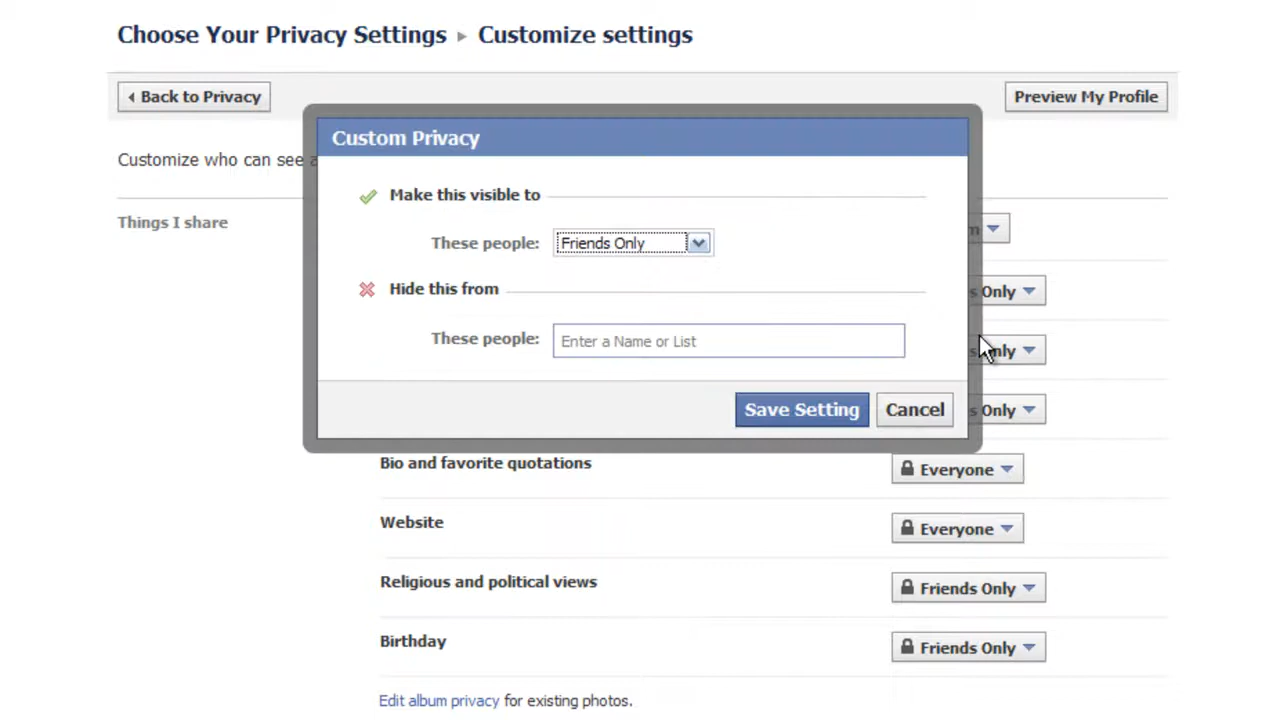 Choose Your Privacy Settings ▸ Customize settings
Back to Privacy
Preview My Profile
Custom Privacy
Customize who can see
Make this visible to
Things I share
These people: Friends Only
Only
Hide this from
These people: Enter a Name or List
Only
Save Setting Cancel
Only
Bio and favorite quotations Everyone
Website Everyone
Religious and political views Friends Only
Birthday Friends Only
Edit album privacy for existing photos.